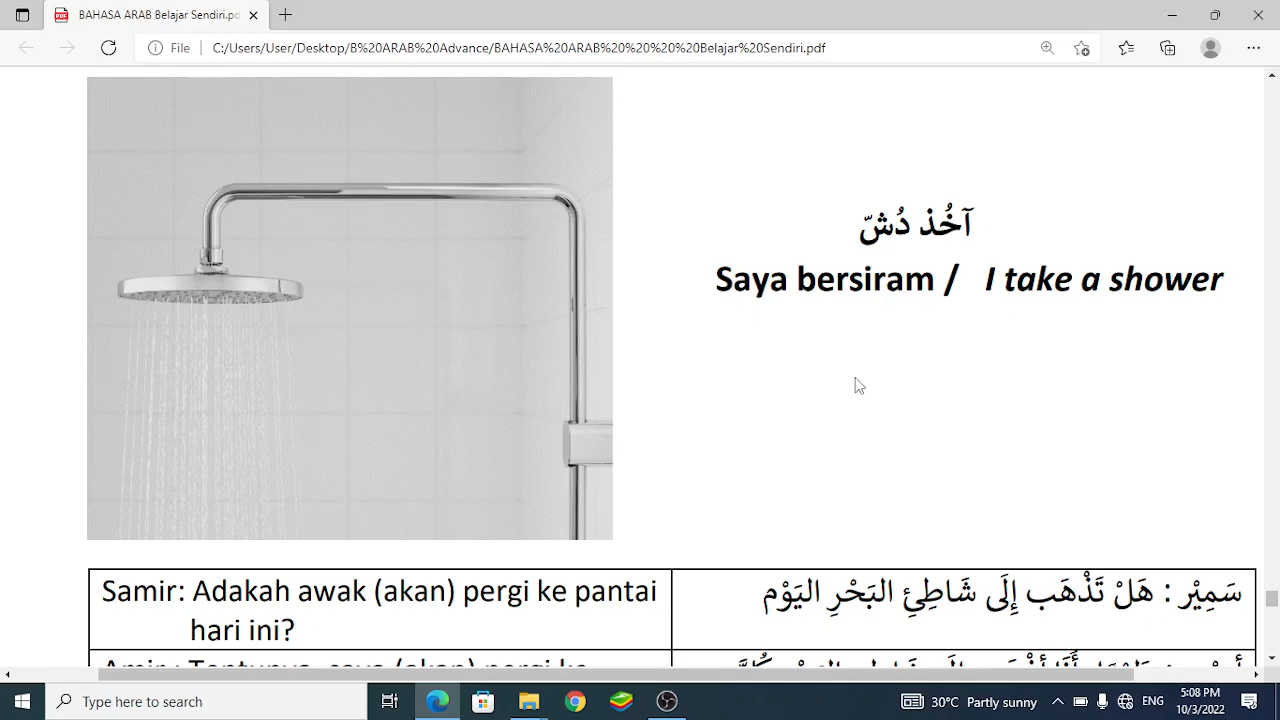 BAHASA ARAB Belajar Sendiri.pd
File
C:/Users/User/Desktop/B%20ARAB%20Advance/BAHASA%20ARAB%20%20%20%20Belajar%20Sendiri.pdf
آخُذ دُشّ
Saya bersiram / I take a shower
Samir: Adakah awak (akan) pergi ke pantai
hari ini?
سَمِيْر : هَلْ تَذْهَب إِلَى شَاطِئِ البَحْرِ اليَوْم
Type here to search
30°C Partly sunny
ENG
5:08 PM
10/3/2022